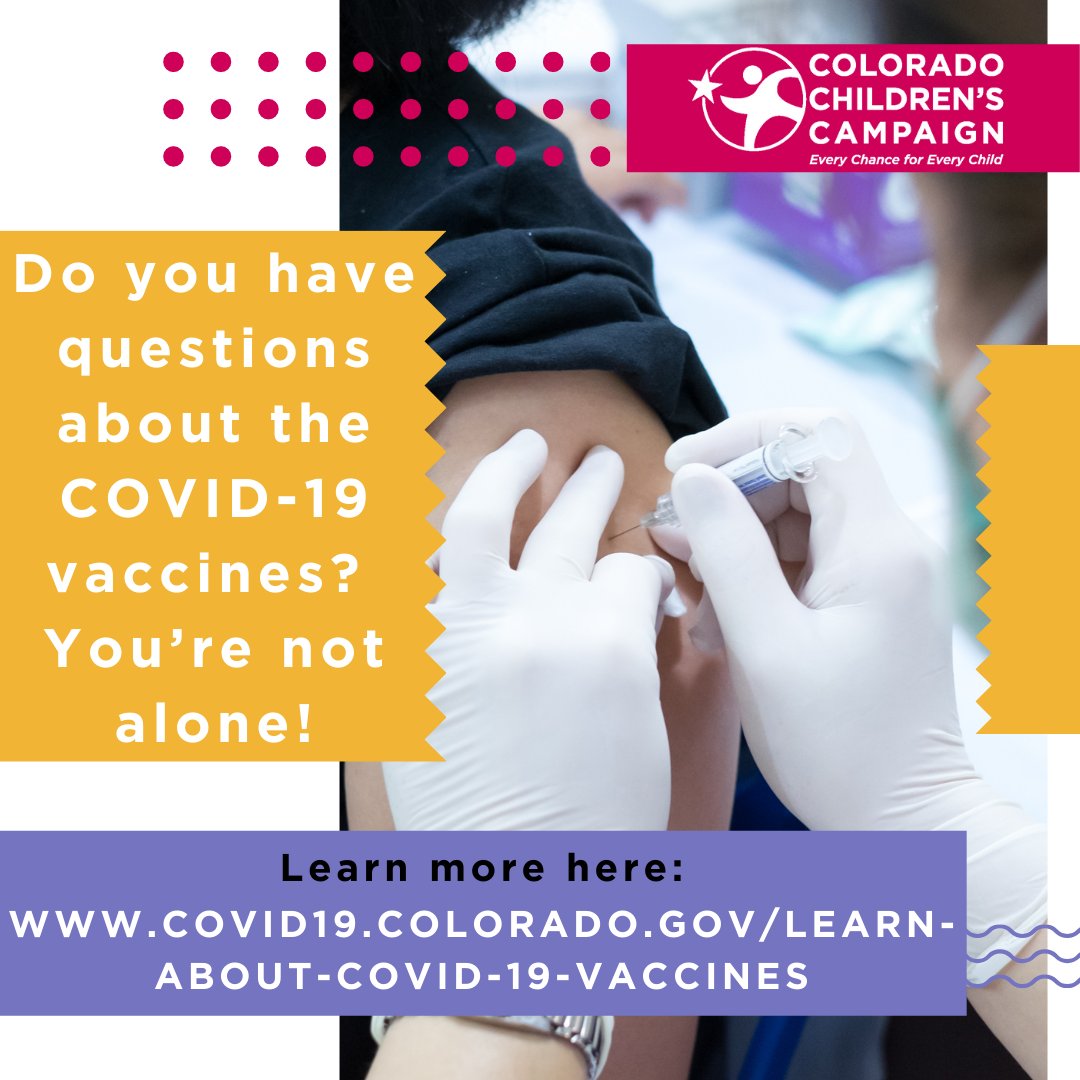 COLORADO
CHILDREN'S
CAMPAIGN
Every Chance for Every Child
Do you have
questions
about the
COVID-19
vaccines?
You're not
alone!
Learn more here:
WWW.COVID19.COLORADO.GOV/LEARN-
ABOUT-COVID-19-VACCINES